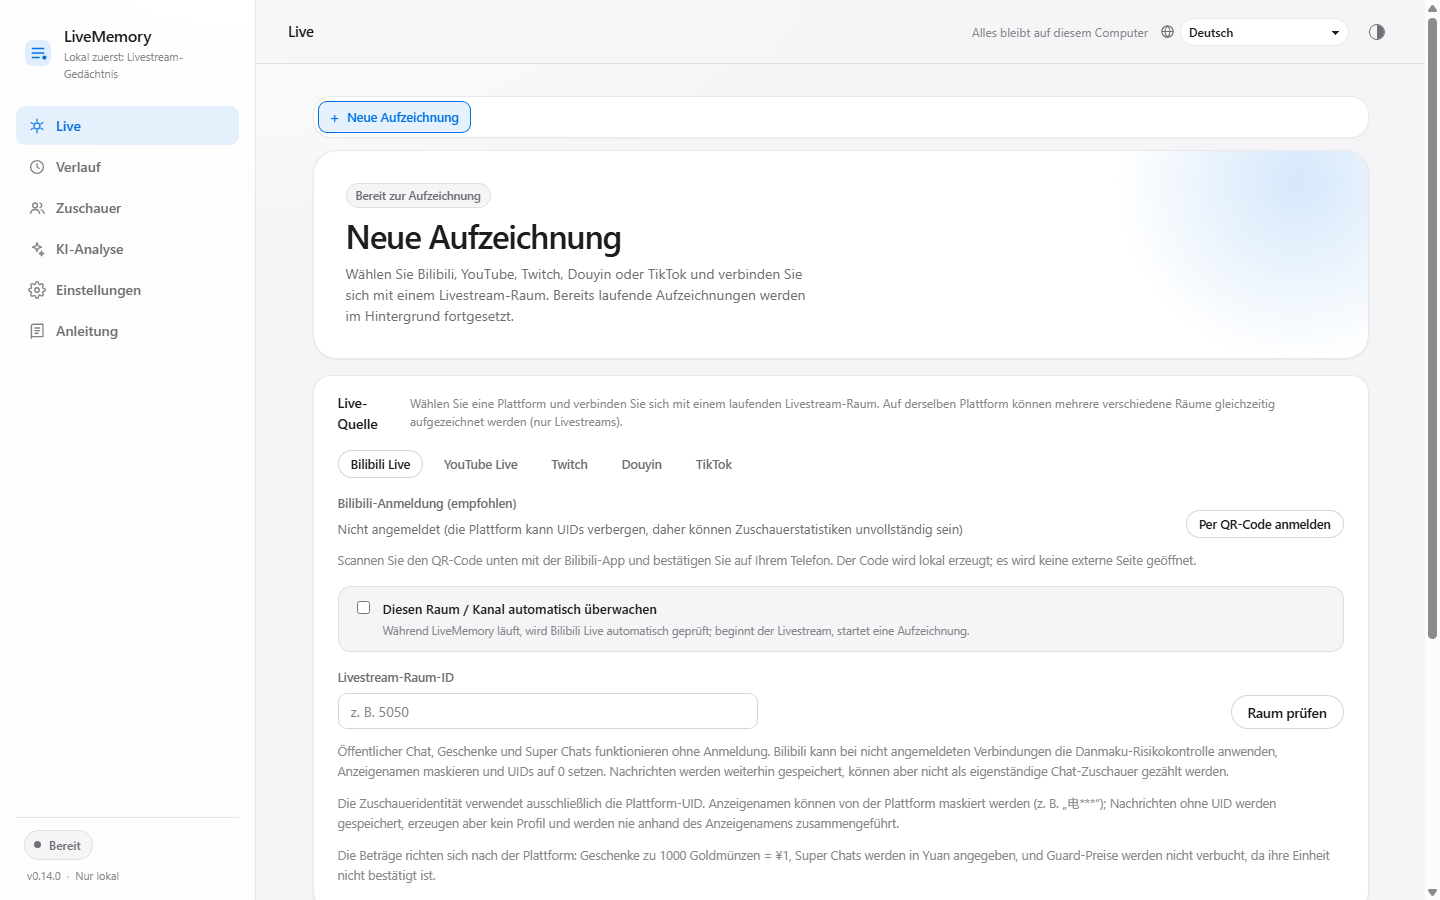 LiveMemory
Lokal zuerst: Livestream-
Gedächtnis
Live
Verlauf
Zuschauer
KI-Analyse
Einstellungen
Anleitung
Bereit
v0.14.0 · Nur lokal
Live
Alles bleibt auf diesem Computer
Deutsch
+ Neue Aufzeichnung
Bereit zur Aufzeichnung
Neue Aufzeichnung
Wählen Sie Bilibili, YouTube, Twitch, Douyin oder TikTok und verbinden Sie
sich mit einem Livestream-Raum. Bereits laufende Aufzeichnungen werden
im Hintergrund fortgesetzt.
Live-
Quelle
Wählen Sie eine Plattform und verbinden Sie sich mit einem laufenden Livestream-Raum. Auf derselben Plattform können mehrere verschiedene Räume gleichzeitig
aufgezeichnet werden (nur Livestreams).
Bilibili Live YouTube Live Twitch Douyin TikTok
Bilibili-Anmeldung (empfohlen)
Nicht angemeldet (die Plattform kann UIDs verbergen, daher können Zuschauerstatistiken unvollständig sein)
Per QR-Code anmelden
Scannen Sie den QR-Code unten mit der Bilibili-App und bestätigen Sie auf Ihrem Telefon. Der Code wird lokal erzeugt; es wird keine externe Seite geöffnet.
Diesen Raum / Kanal automatisch überwachen
Während LiveMemory läuft, wird Bilibili Live automatisch geprüft; beginnt der Livestream, startet eine Aufzeichnung.
Livestream-Raum-ID
z. B. 5050
Raum prüfen
Öffentlicher Chat, Geschenke und Super Chats funktionieren ohne Anmeldung. Bilibili kann bei nicht angemeldeten Verbindungen die Danmaku-Risikokontrolle anwenden,
Anzeigenamen maskieren und UIDs auf 0 setzen. Nachrichten werden weiterhin gespeichert, können aber nicht als eigenständige Chat-Zuschauer gezählt werden.
Die Zuschaueridentität verwendet ausschließlich die Plattform-UID. Anzeigenamen können von der Plattform maskiert werden (z. B. „电***“); Nachrichten ohne UID werden
gespeichert, erzeugen aber kein Profil und werden nie anhand des Anzeigenamens zusammengeführt.
Die Beträge richten sich nach der Plattform: Geschenke zu 1000 Goldmünzen = ¥1, Super Chats werden in Yuan angegeben, und Guard-Preise werden nicht verbucht, da ihre Einheit
nicht bestätigt ist.